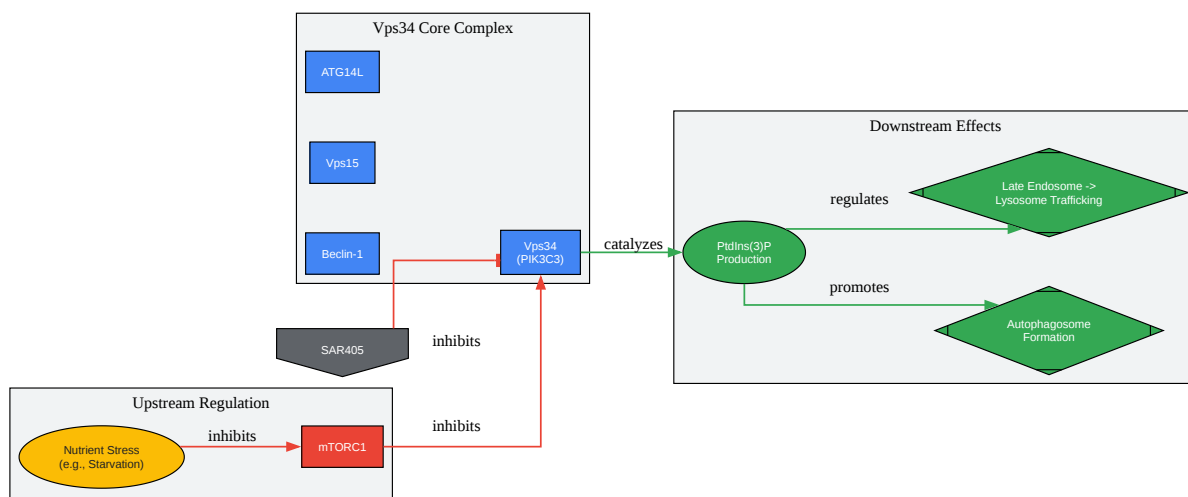 Vps34 Core Complex
ATG14L
Vps15
Beclin-1
Vps34
(PIK3C3)
catalyzes
Downstream Effects
PtdIns(3)P
Production
regulates
Late Endosome ->
Lysosome Trafficking
promotes
Autophagosome
Formation
SAR405
inhibits
Upstream Regulation
Nutrient Stress
(e.g., Starvation)
inhibits
mTORC1
inhibits